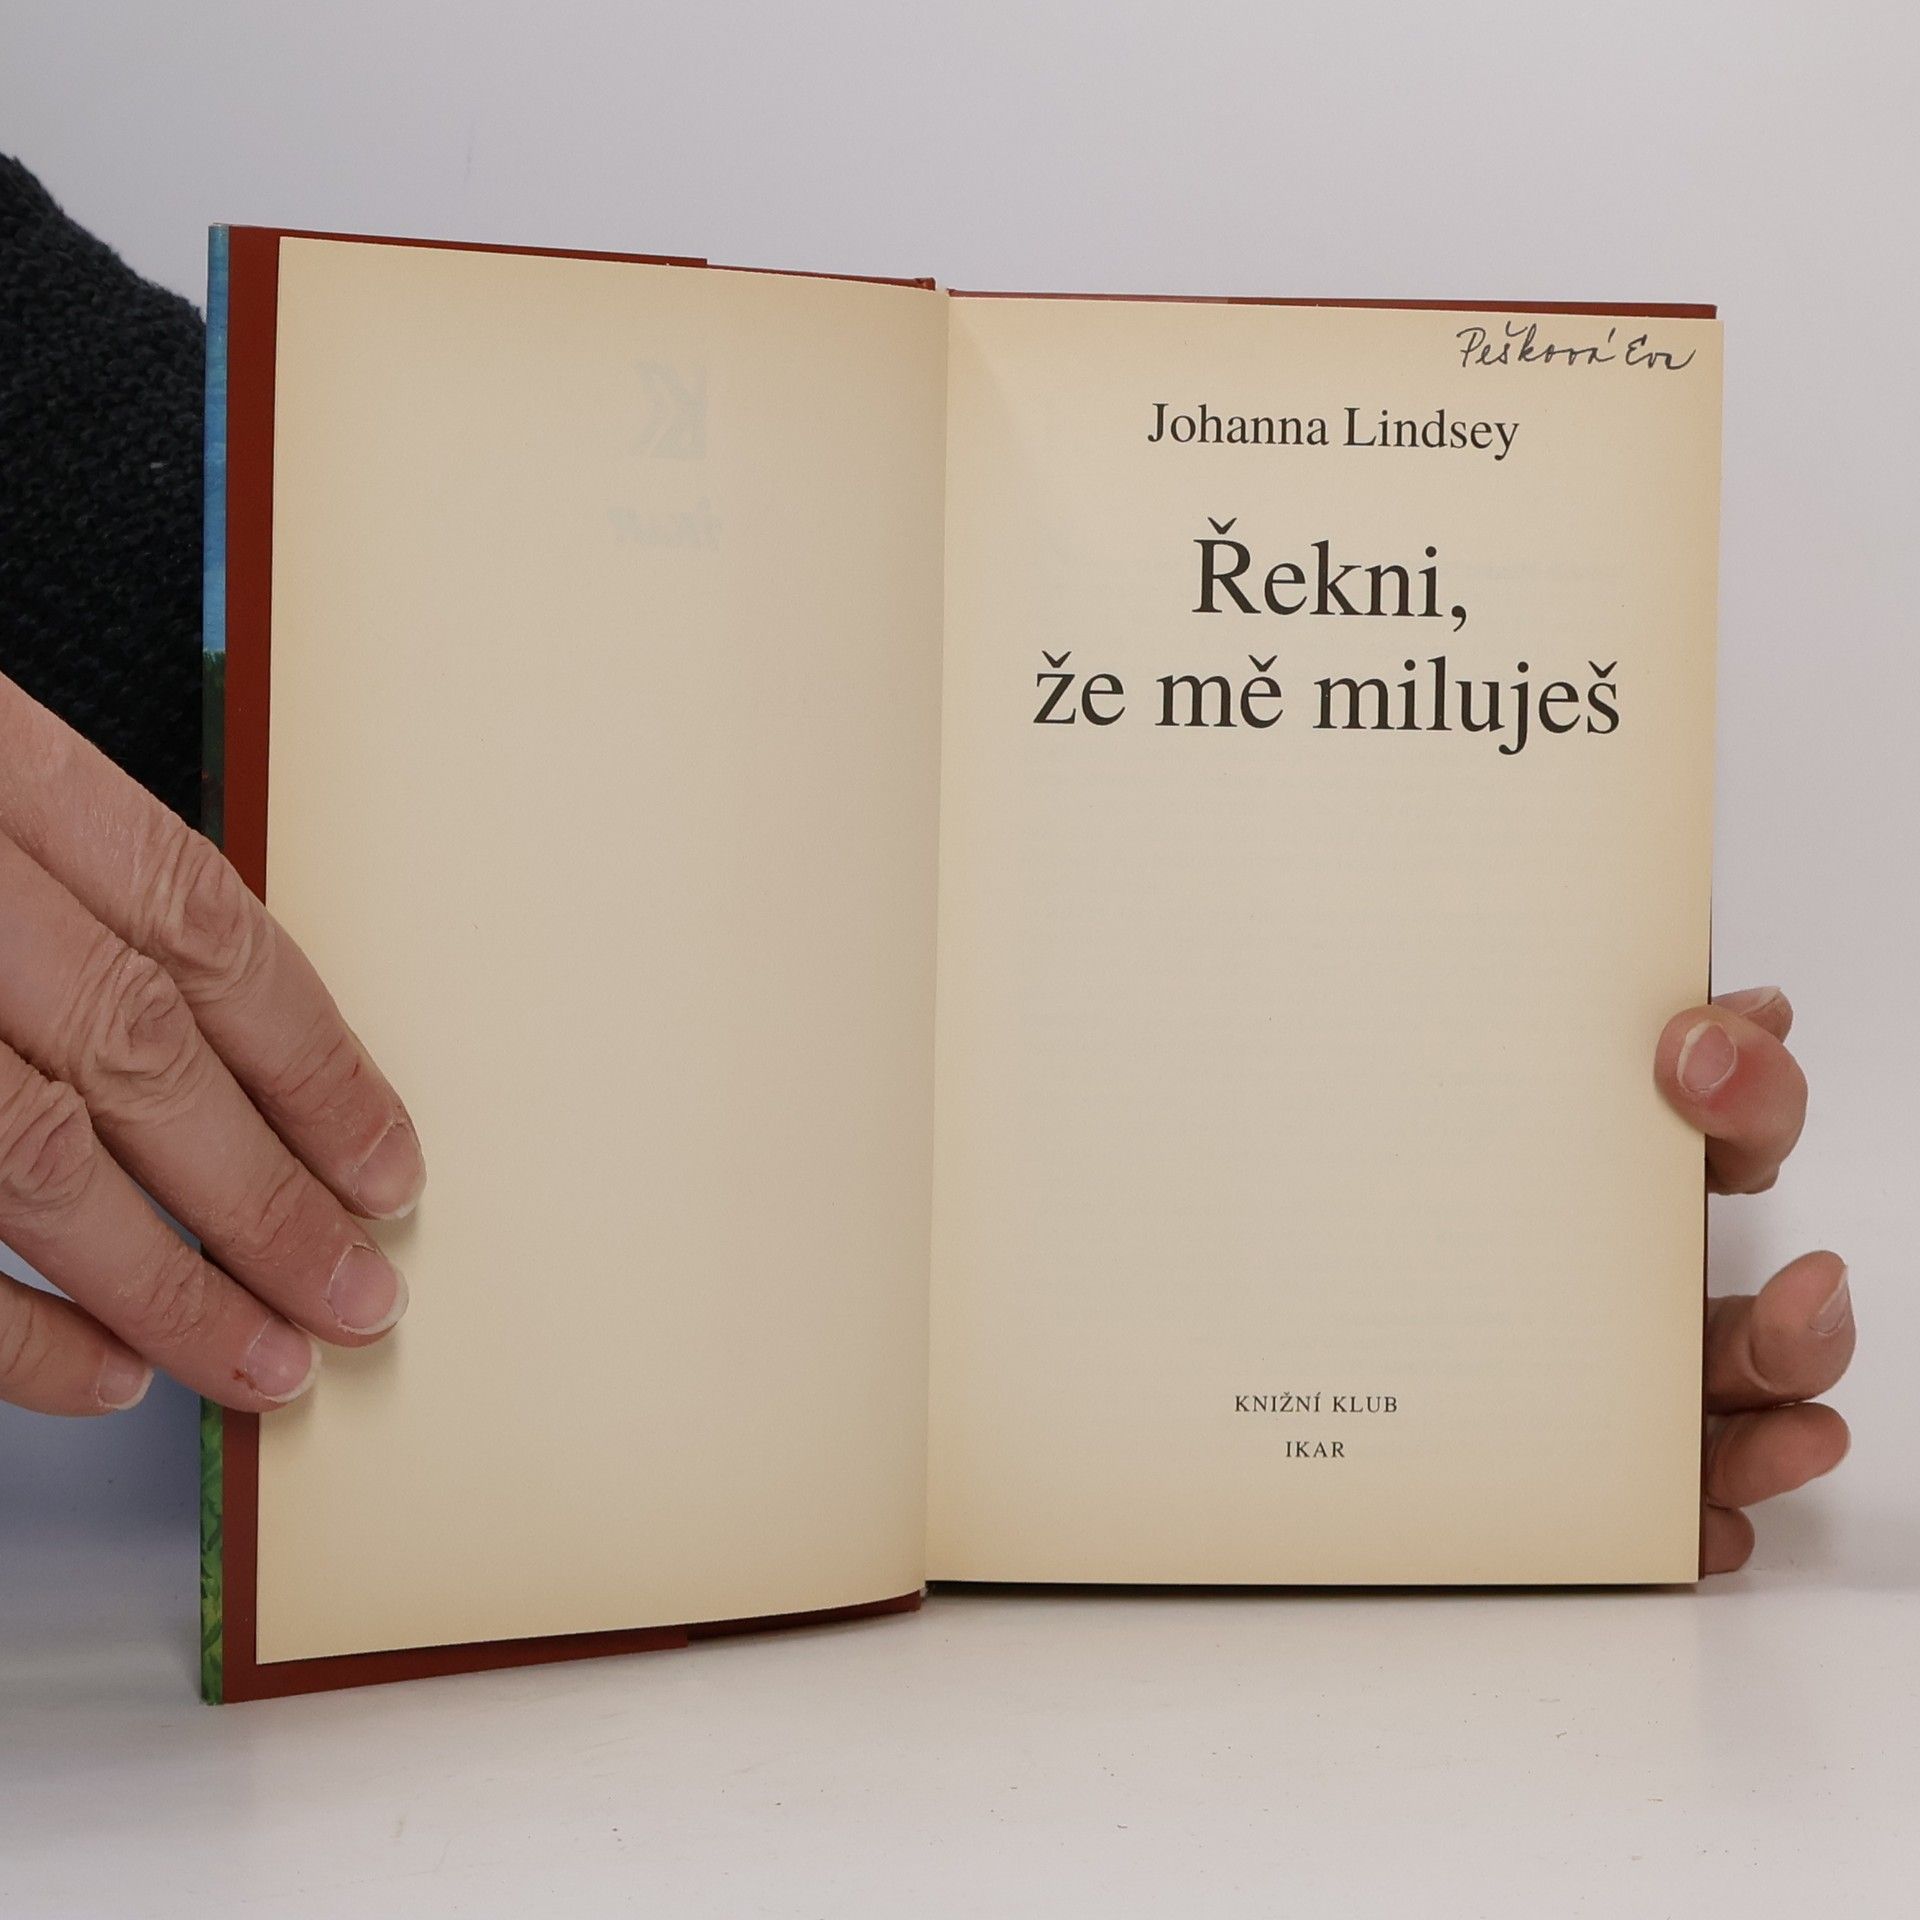 Pešková Eva
Johanna Lindsey
Řekni,
že mě miluješ
KNIŽNÍ KLUB
IKAR